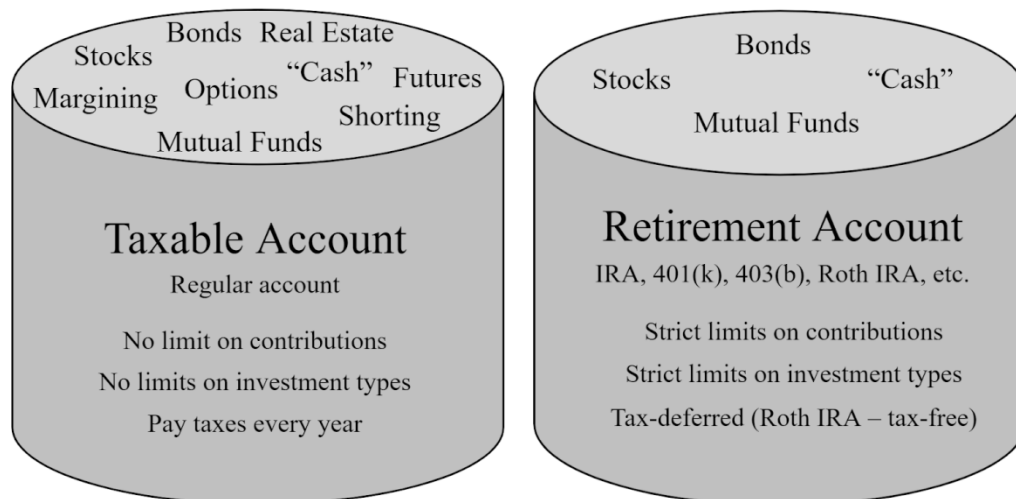 Bonds Real Estate
Stocks
"Cash"
Options
Futures
Margining
Shorting
Mutual Funds
Taxable Account
Regular account
No limit on contributions
No limits on investment types
Pay taxes every year
Bonds
Stocks
"Cash"
Mutual Funds
Retirement Account
IRA, 401(k), 403(b), Roth IRA, etc.
Strict limits on contributions
Strict limits on investment types
Tax-deferred (Roth IRA – tax-free)